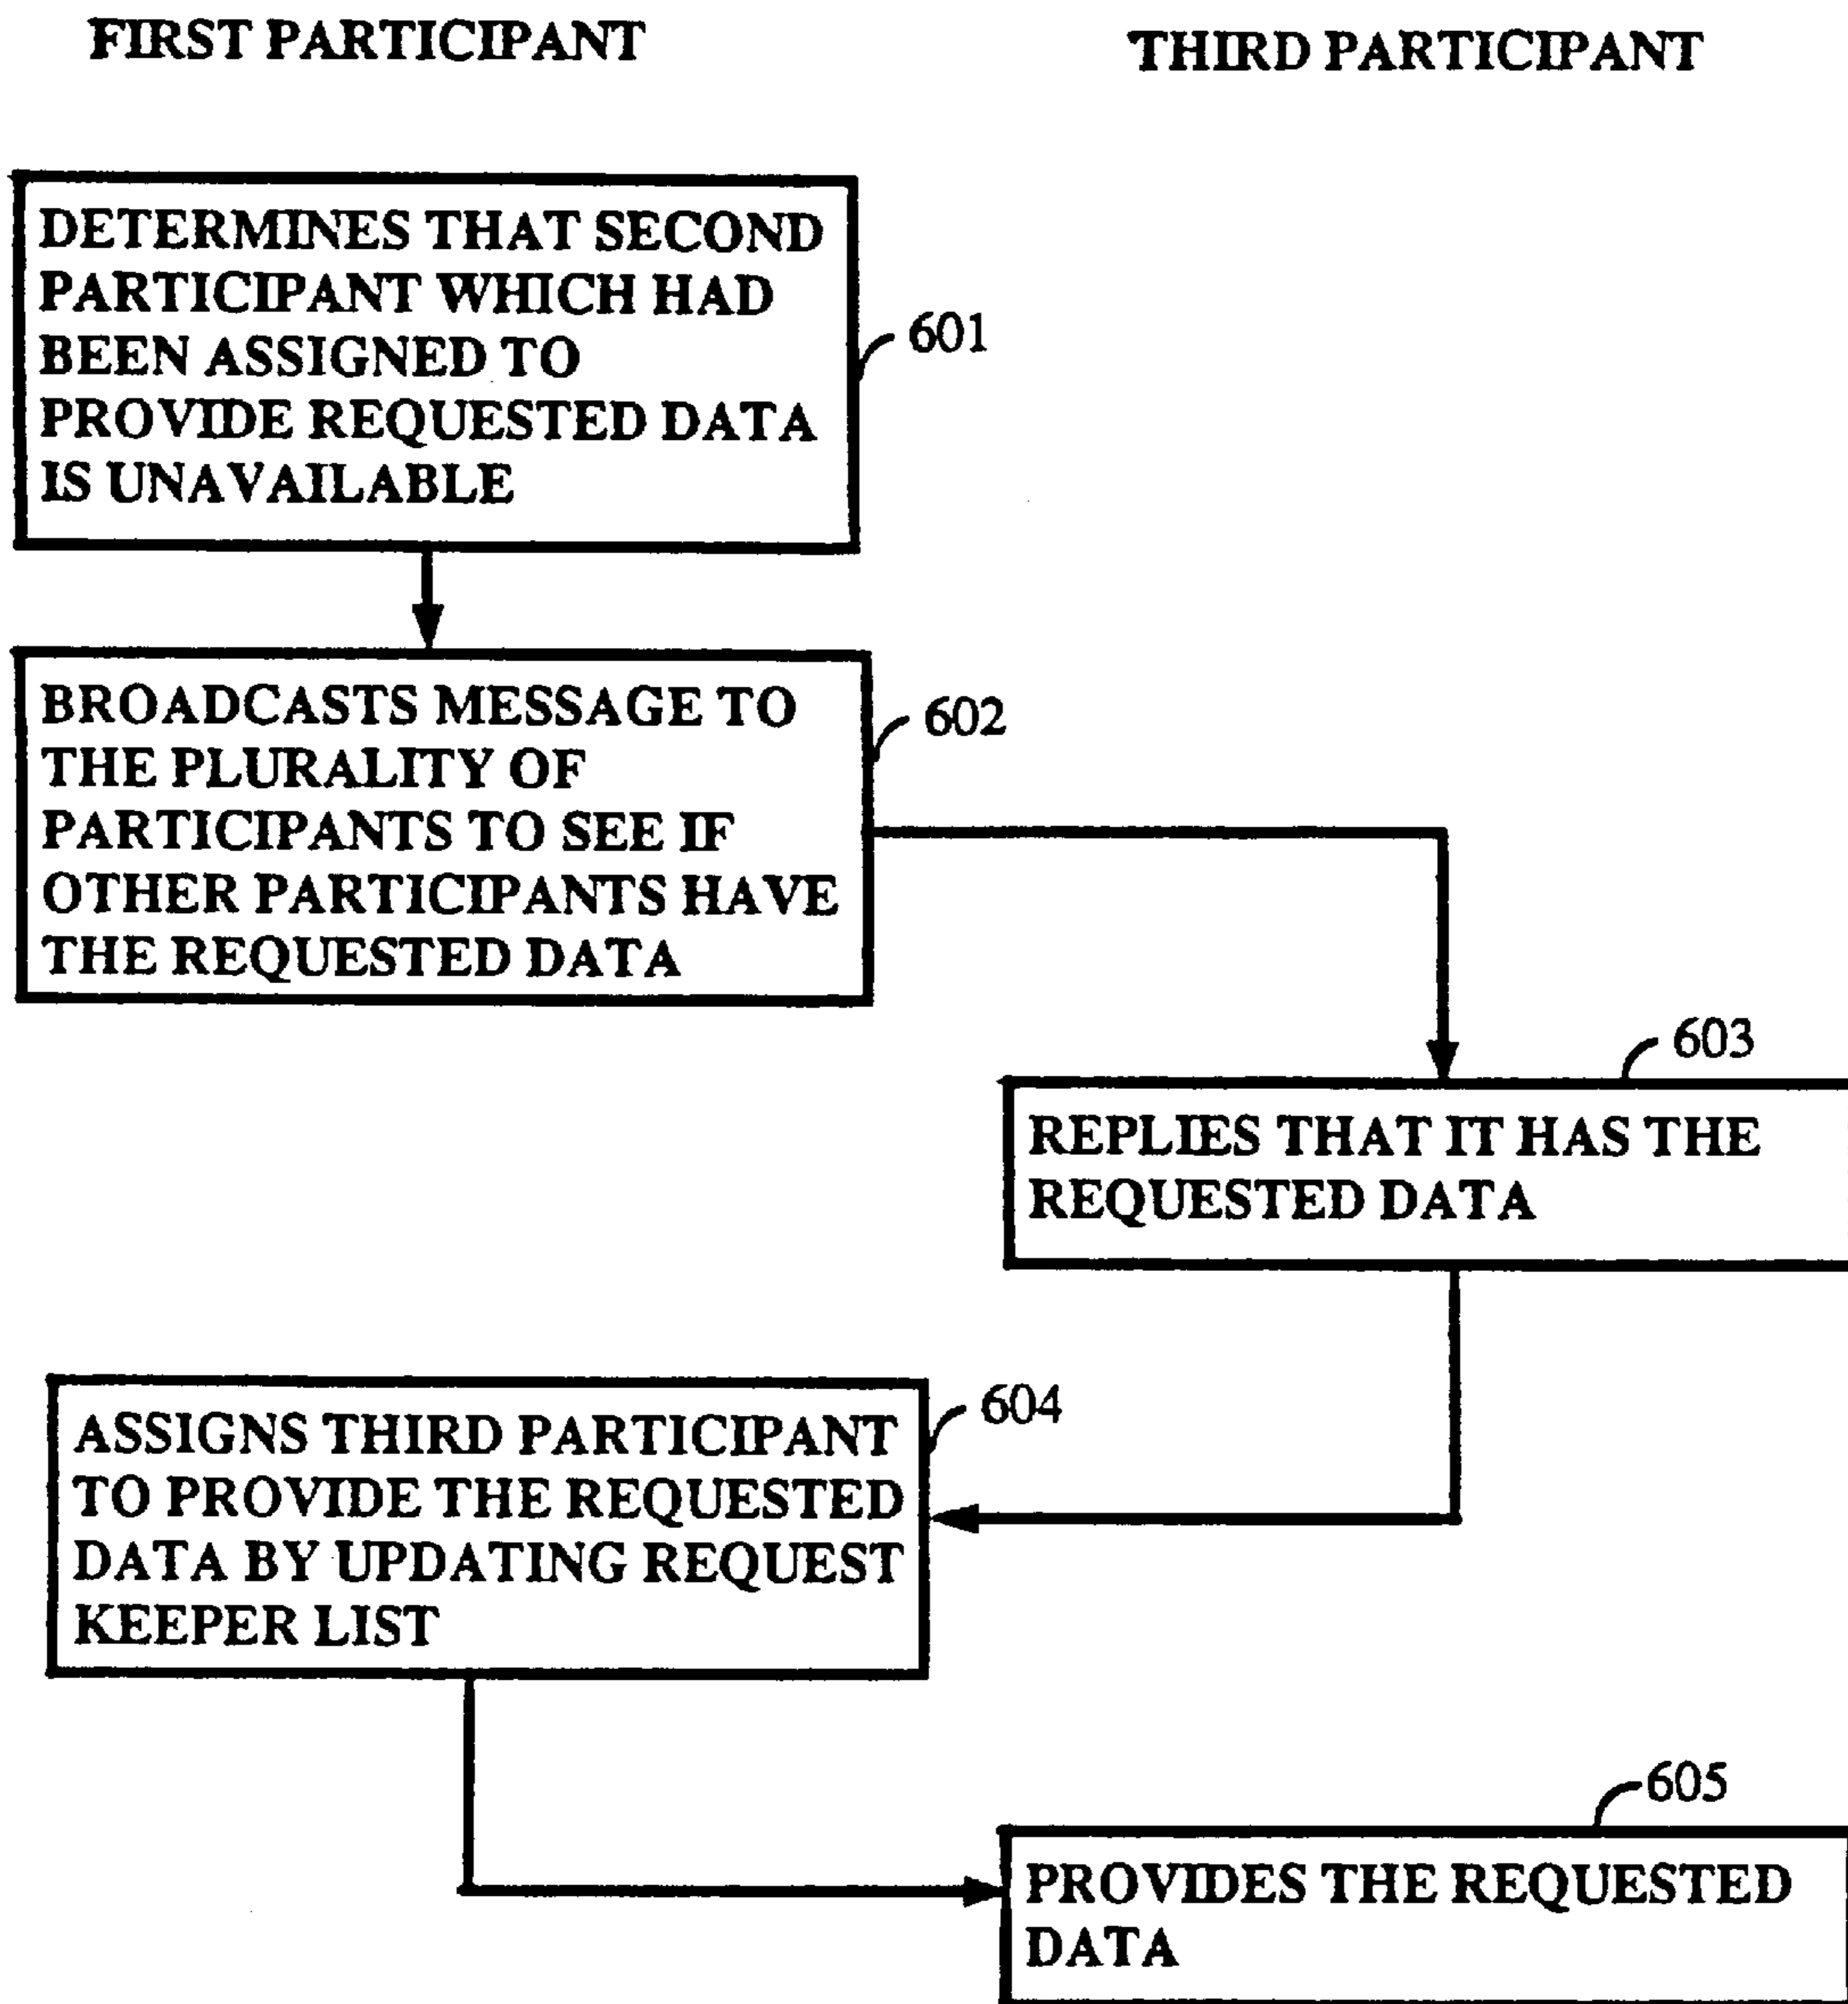 FIRST PARTICIPANT
THIRD PARTICIPANT
DETERMINES THAT SECOND
PARTICIPANT WHICH HAD
BEEN ASSIGNED TO
PROVIDE REQUESTED DATA
IS UNAVAILABLE
601
BROADCASTS MESSAGE TO
THE PLURALITY OF
PARTICIPANTS TO SEE IF
OTHER PARTICIPANTS HAVE
THE REQUESTED DATA
602
603
REPLIES THAT IT HAS THE
REQUESTED DATA
604
ASSIGNS THIRD PARTICIPANT
TO PROVIDE THE REQUESTED
DATA BY UPDATING REQUEST
KEEPER LIST
605
PROVIDES THE REQUESTED
DATA